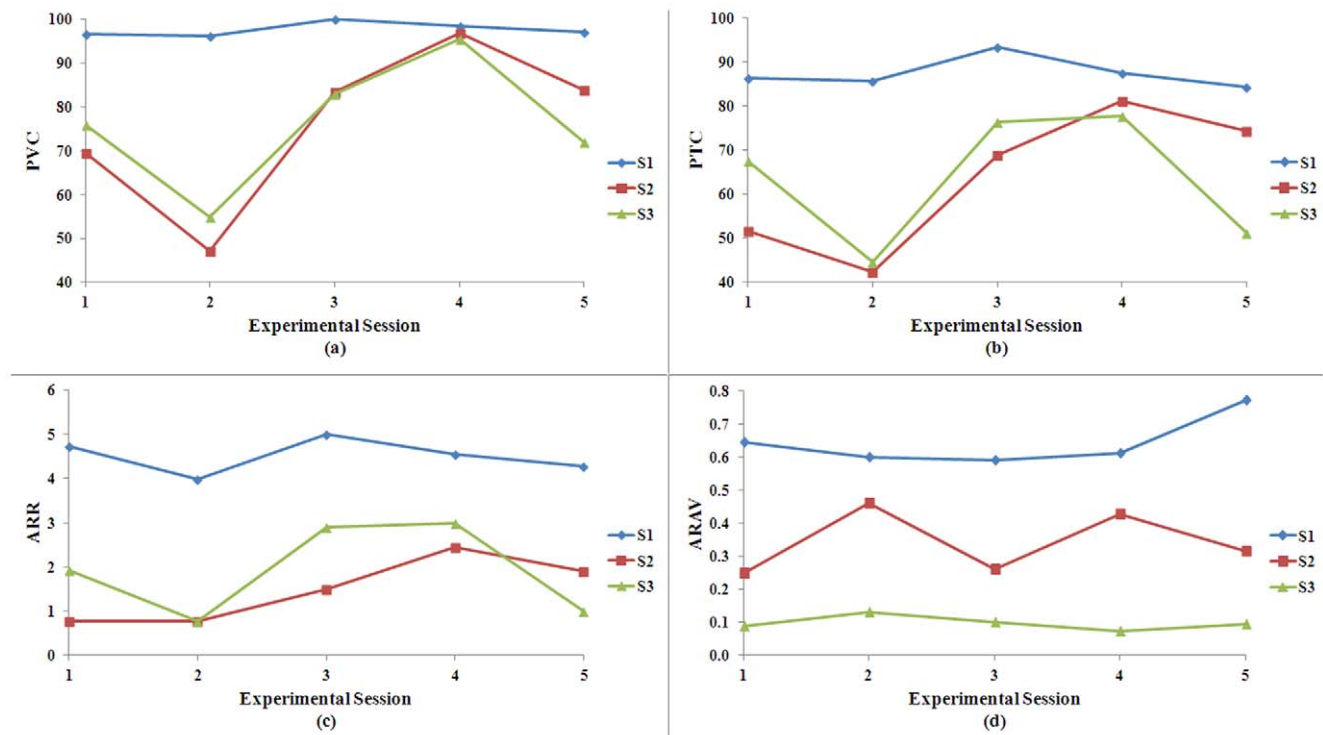 100
90
80
70
60
50
40
PVC
1 2 3 4 5
Experimental Session
(a)
S1
S2
S3
100
90
80
70
60
50
40
PTC
1 2 3 4 5
Experimental Session
(b)
S1
S2
S3
6
5
4
3
2
1
0
ARR
1 2 3 4 5
Experimental Session
(c)
S1
S2
S3
0.8
0.7
0.6
0.5
0.4
0.3
0.2
0.1
0.0
ARAV
1 2 3 4 5
Experimental Session
(d)
S1
S2
S3